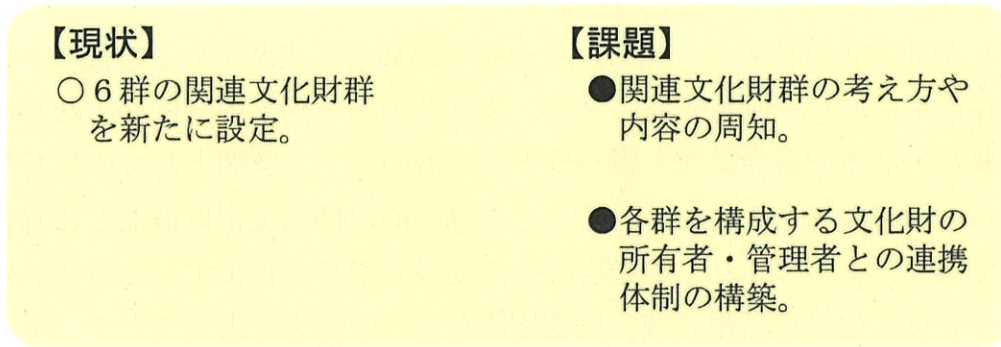 【現状】
○6群の関連文化財群
を新たに設定。
【課題】
●関連文化財群の考え方や
内容の周知。
●各群を構成する文化財の
所有者・管理者との連携
体制の構築。